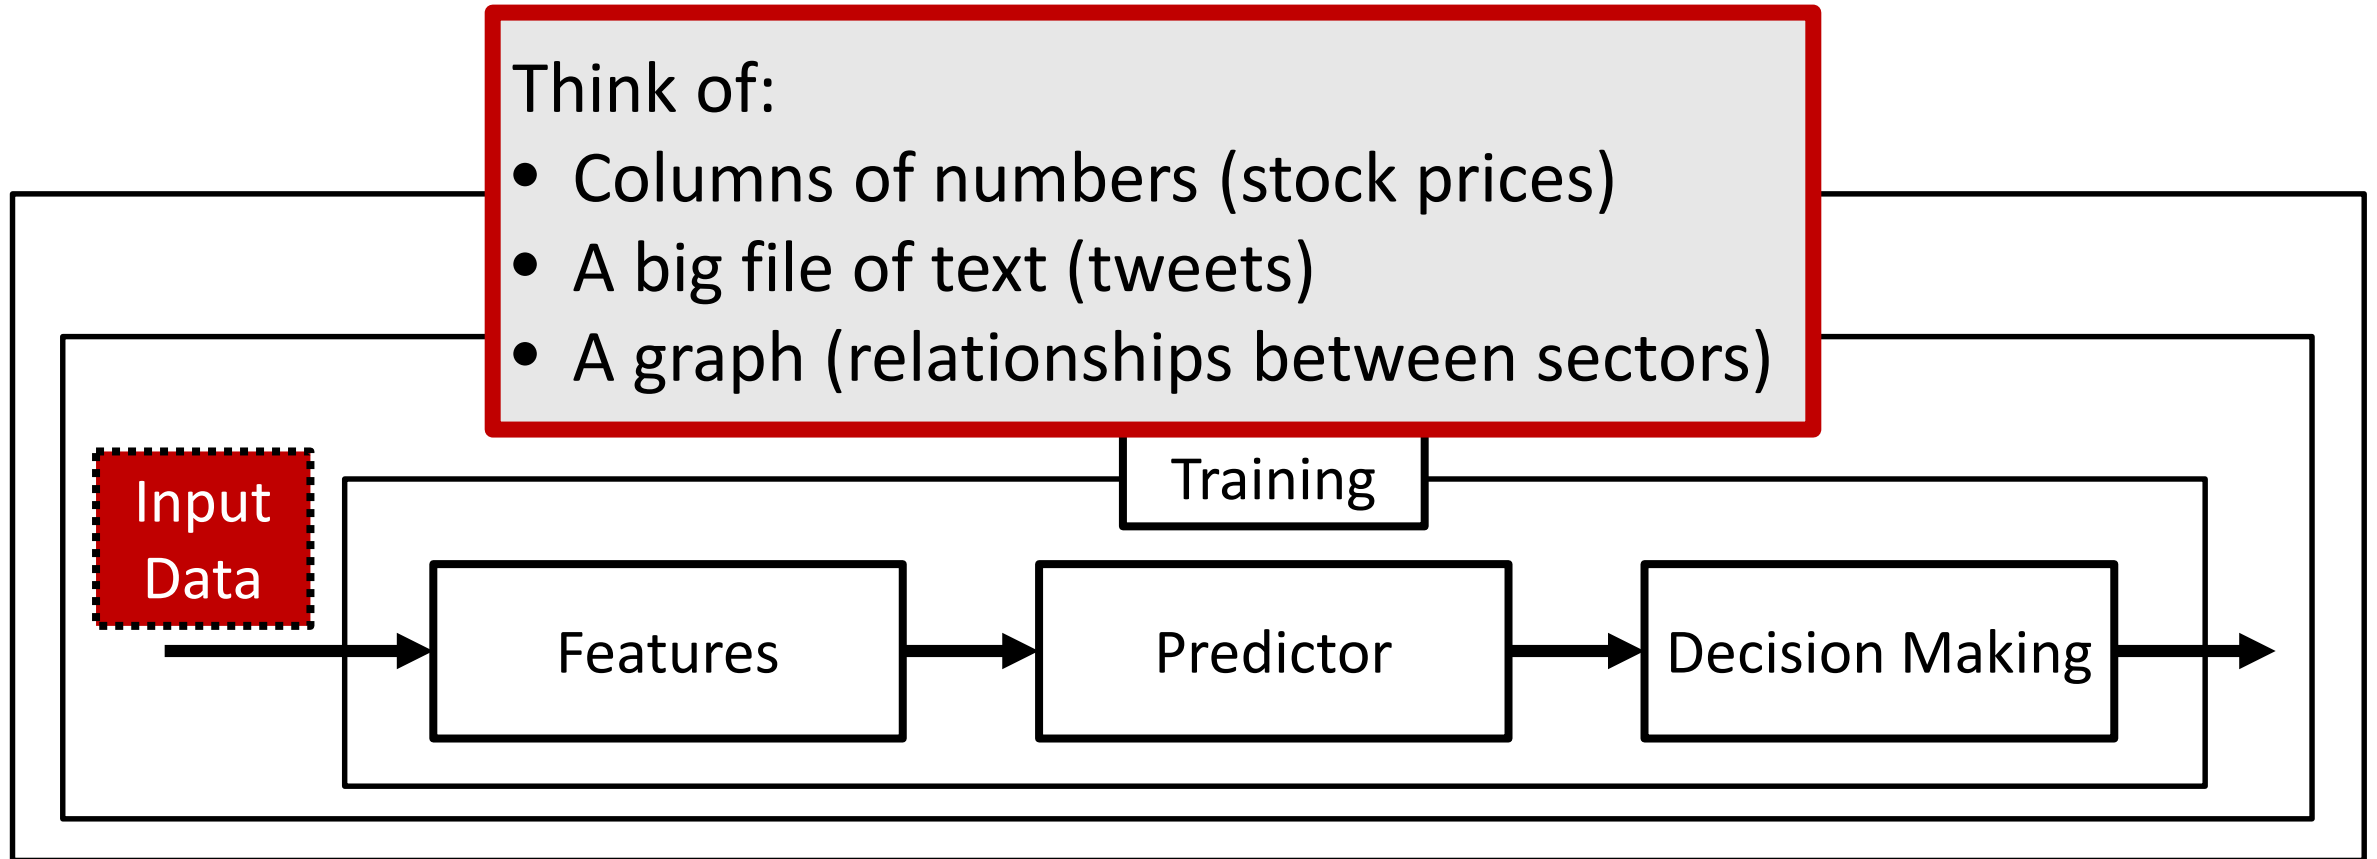 Think of:
• Columns of numbers (stock prices)
• A big file of text (tweets)
• A graph (relationships between sectors)
Training
Input
Data
Features
Predictor
Decision Making